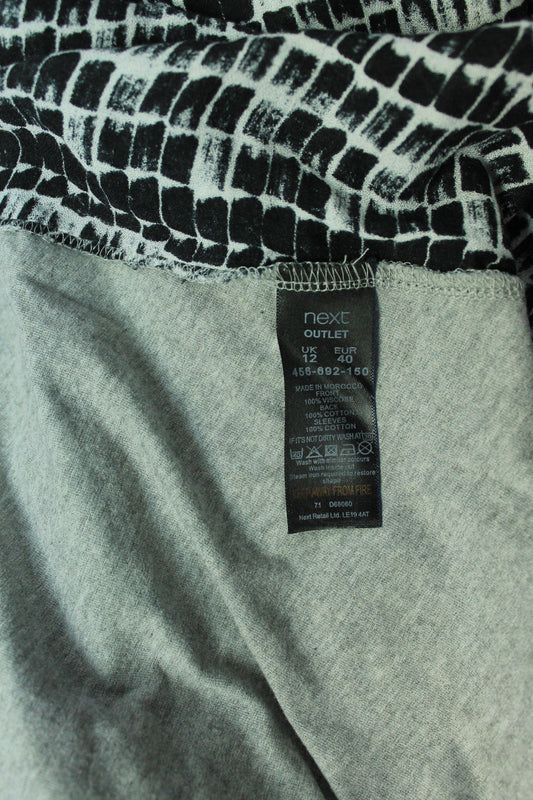 next
OUTLET
UK EUR
12 40
456-692-150
MADE IN MOROCCO
FRONT
100% VISCOSE
BACK
100% COTTON
SLEEVES
100% COTTON
IF IT'S NOT DIRTY WASH AT
Wash with similar colours
Wash inside out
Steam iron required to restore
shape
KEEP AWAY FROM FIRE
71 D68060
Next Retail Ltd. LE19 4AT